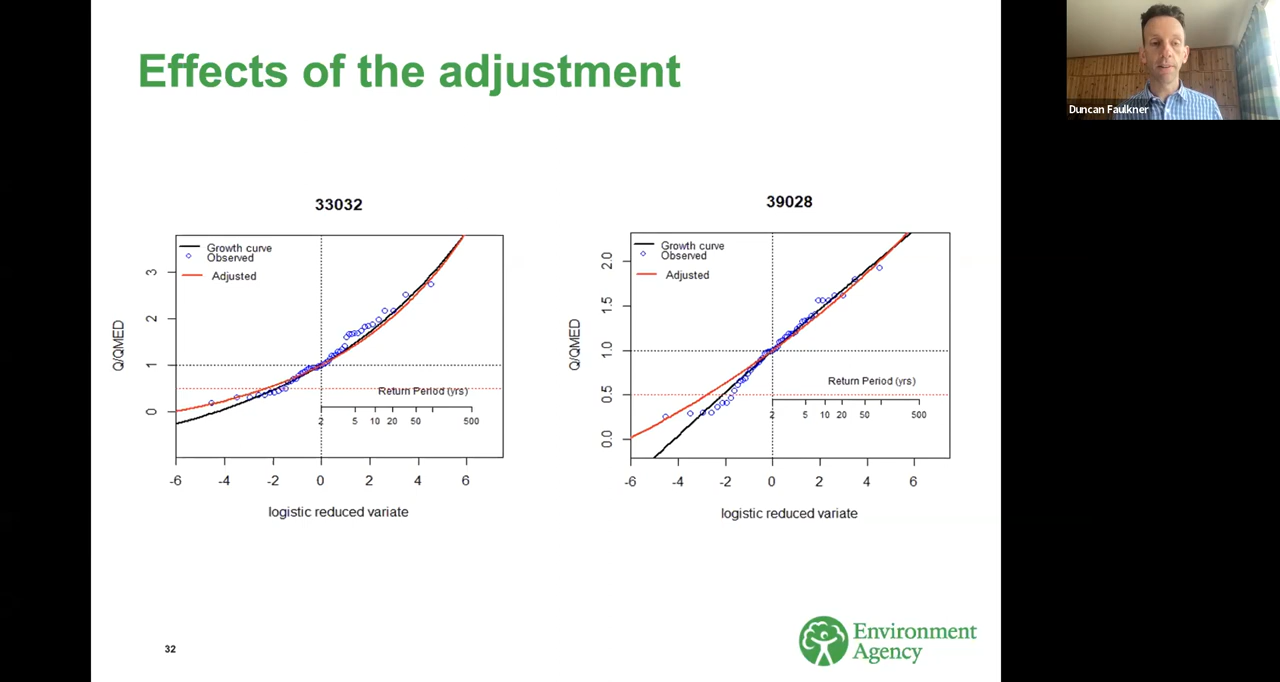 Effects of the adjustment
Duncan Faulkner
33032
Growth curve
Observed
Adjusted
Q/QMED
3
2
1
0
Return Period (yrs)
2 5 10 20 50 500
-6 -4 -2 0 2 4 6
logistic reduced variate
39028
Growth curve
Observed
Adjusted
Q/QMED
2.0
1.5
1.0
0.5
0.0
Return Period (yrs)
2 5 10 20 50 500
-6 -4 -2 0 2 4 6
logistic reduced variate
32
Environment
Agency